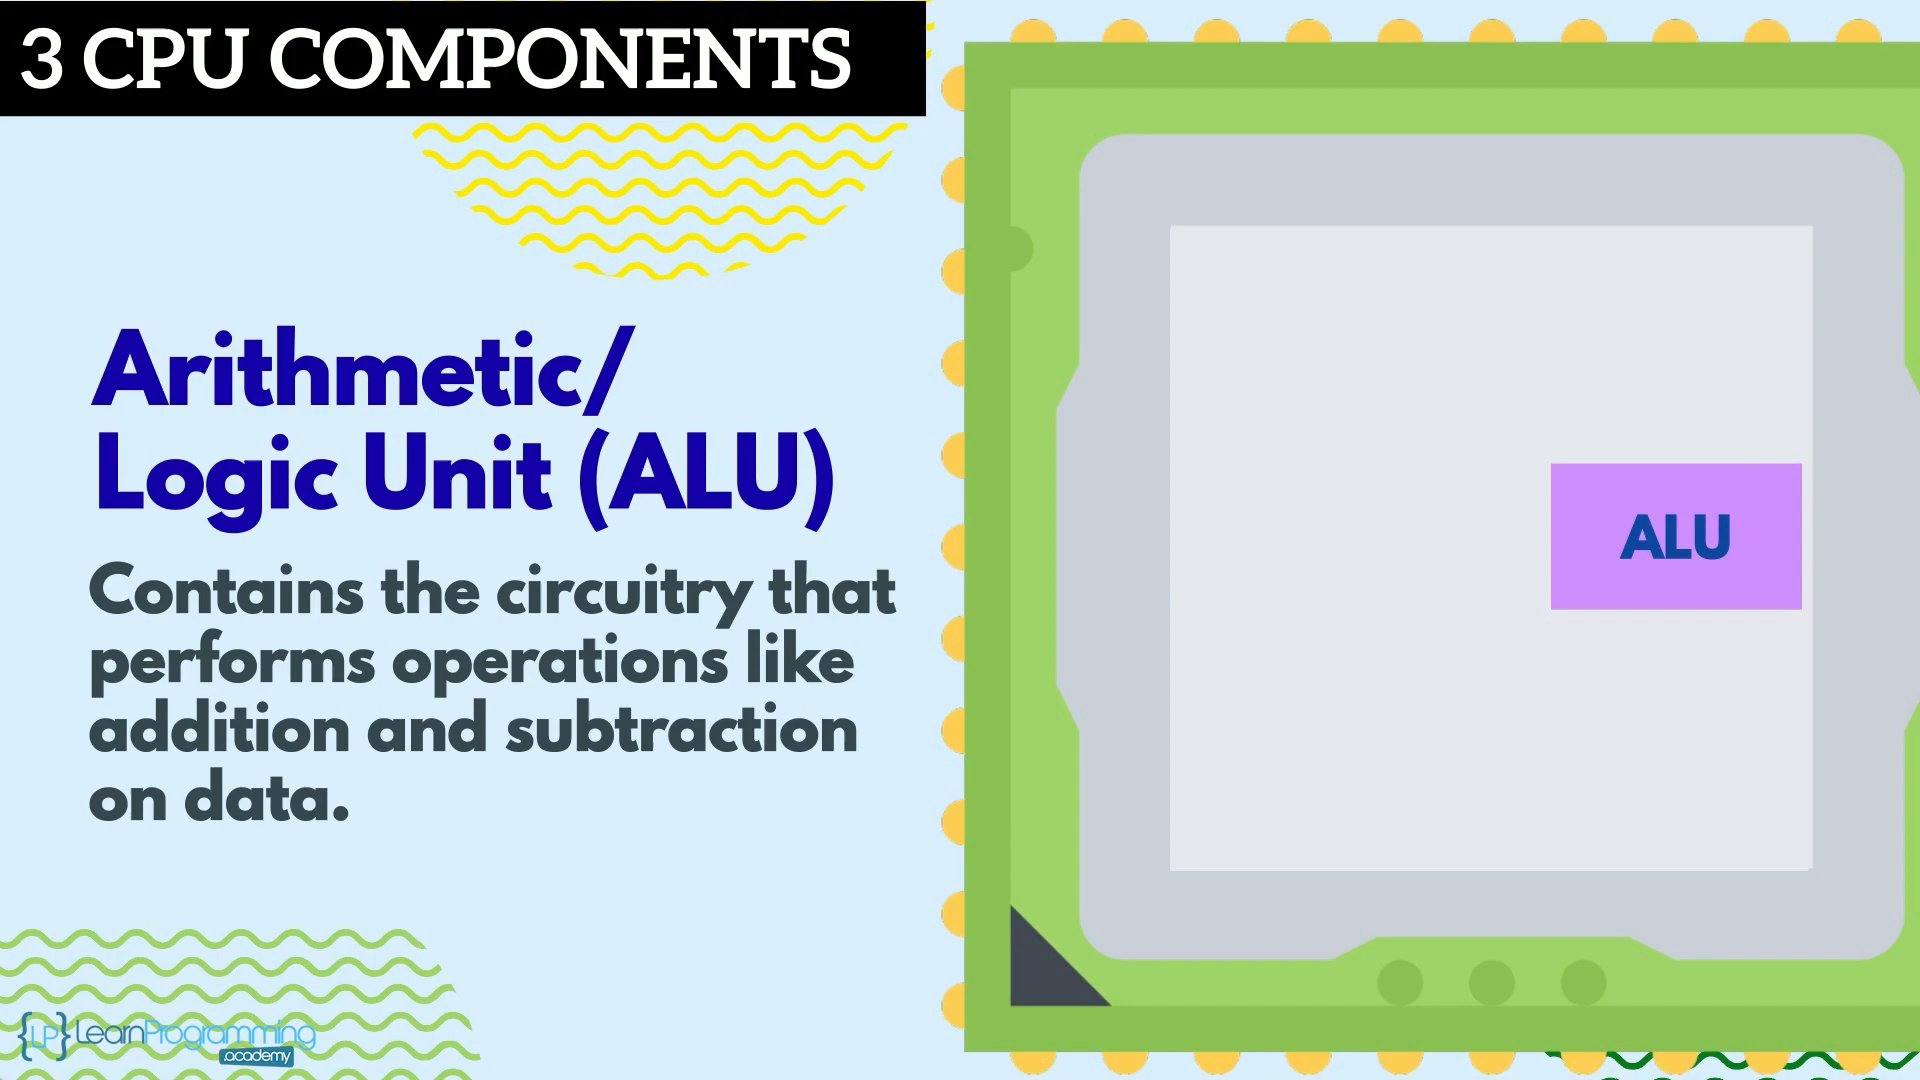 3 CPU COMPONENTS
Arithmetic/
Logic Unit (ALU)
Contains the circuitry that
performs operations like
addition and subtraction
on data.
ALU
{LP} LearnProgramming
.academy